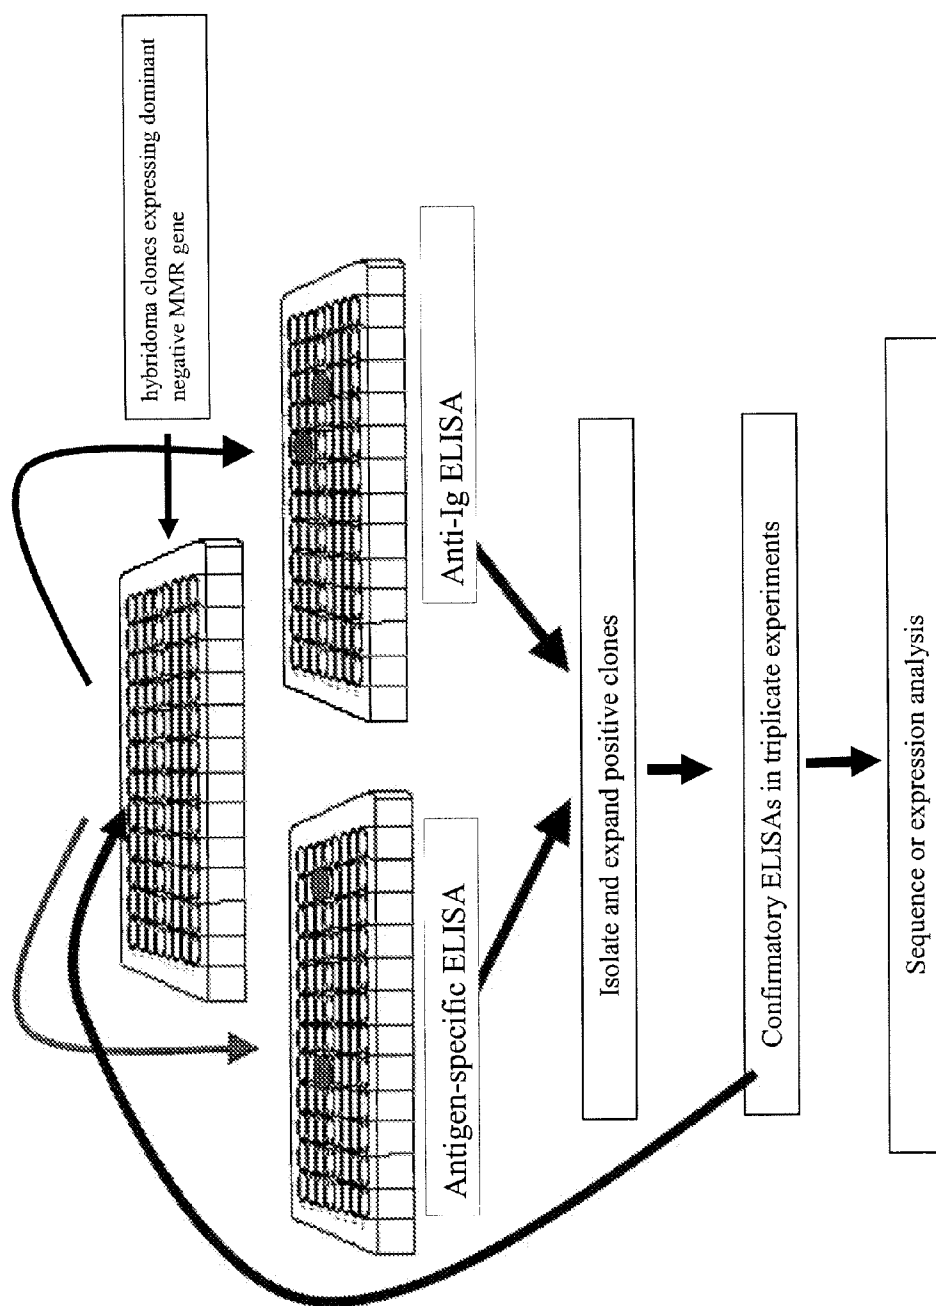 hybridoma clones expressing dominant
negative MMR gene
Antigen-specific ELISA
Anti-Ig ELISA
Isolate and expand positive clones
Confirmatory ELISAs in triplicate experiments
Sequence or expression analysis